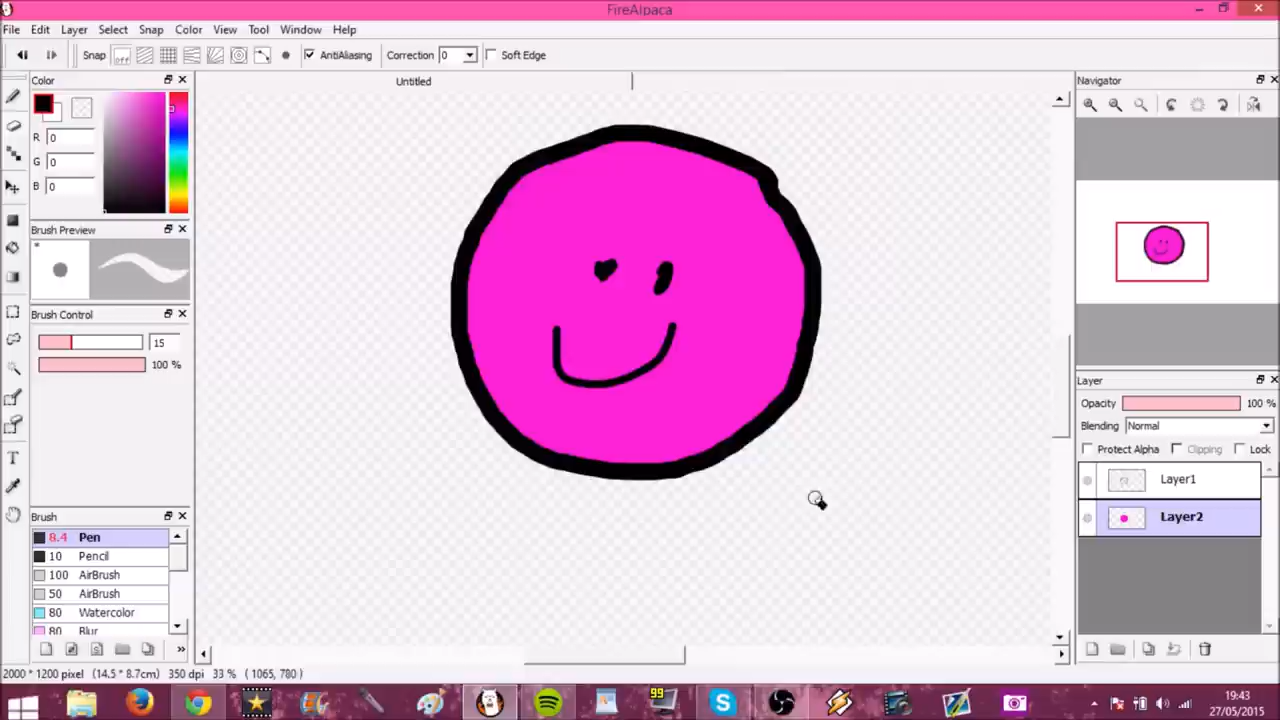 FireAlpaca
File Edit Layer Select Snap Color View Tool Window Help
Snap off AntiAliasing Correction 0 Soft Edge
Color
Untitled
Navigator
R 0
G 0
B 0
Brush Preview
*
Brush Control
15
100 %
Layer
Opacity 100 %
Blending Normal
Protect Alpha Clipping Lock
Layer1
Layer2
T
Brush
8.4 Pen
10 Pencil
100 AirBrush
50 AirBrush
80 Watercolor
80 Blur
2000 * 1200 pixel (14.5 * 8.7cm) 350 dpi 33 % ( 1065, 780 )
99
19:43
27/05/2015